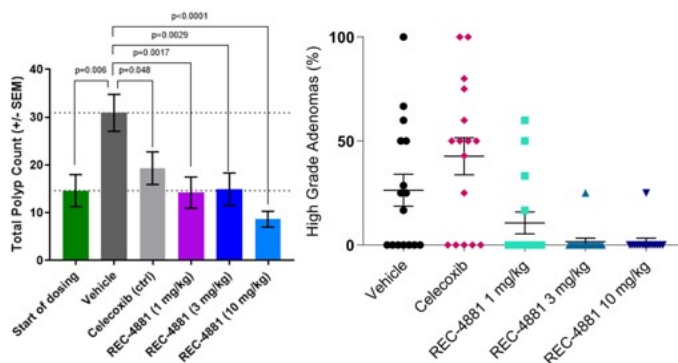 p<0.0001
p=0.0029
p=0.0017
p=0.006
p=0.048
Total Polyp Count (+/- SEM)
40
30
20
10
0
Start of dosing
Vehicle
Celecoxib (ctrl)
REC-4881 (1 mg/kg)
REC-4881 (3 mg/kg)
REC-4881 (10 mg/kg)
High Grade Adenomas (%)
100
50
0
Vehicle
Celecoxib
REC-4881 1 mg/kg
REC-4881 3 mg/kg
REC-4881 10 mg/kg